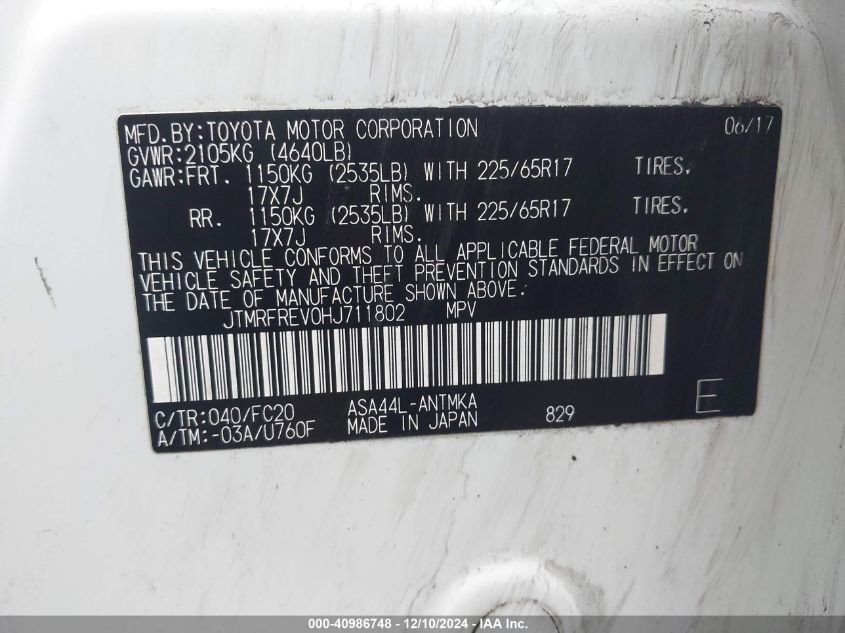 MFD.BY:TOYOTA MOTOR CORPORATION 06/17
GVWR:2105KG (4640LB)
GAWR:FRT. 1150KG (2535LB) WITH 225/65R17 TIRES.
17X7J RIMS.
RR. 1150KG (2535LB) WITH 225/65R17 TIRES.
17X7J RIMS.
THIS VEHICLE CONFORMS TO ALL APPLICABLE FEDERAL MOTOR
VEHICLE SAFETY AND THEFT PREVENTION STANDARDS IN EFFECT ON
THE DATE OF MANUFACTURE SHOWN ABOVE.
JTMRFREV0HJ711802 MPV
C/TR:040/FC20 ASA44L-ANTMKA 829 E
A/TM:-03A/U760F MADE IN JAPAN
000-40986748 - 12/10/2024 - IAA Inc.